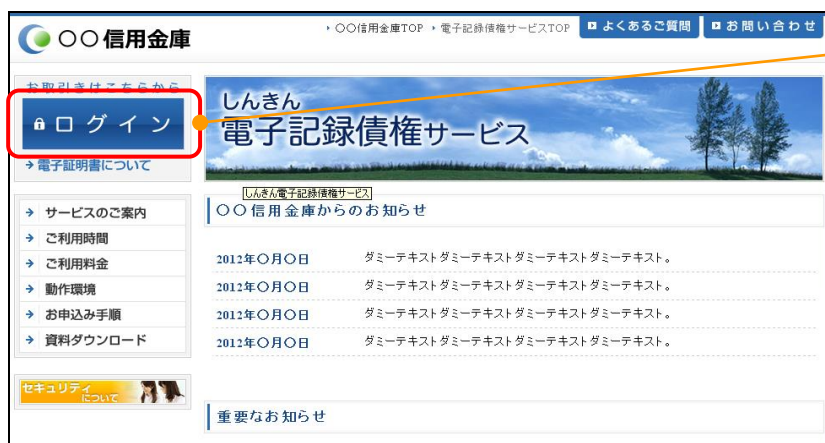 〇〇信用金庫
〇〇信用金庫TOP 電子記録債権サービスTOP よくあるご質問 お問い合わせ
お取引きはこちらから
ログイン
電子証明書について
しんきん
電子記録債権サービス
しんきん電子記録債権サービス
サービスのご案内
ご利用時間
ご利用料金
動作環境
お申込み手順
資料ダウンロード
セキュリティ
について
〇〇信用金庫からのお知らせ
2012年〇月〇日 ダミーテキストダミーテキストダミーテキストダミーテキスト。
2012年〇月〇日 ダミーテキストダミーテキストダミーテキストダミーテキスト。
2012年〇月〇日 ダミーテキストダミーテキストダミーテキストダミーテキスト。
2012年〇月〇日 ダミーテキストダミーテキストダミーテキストダミーテキスト。
重要なお知らせ